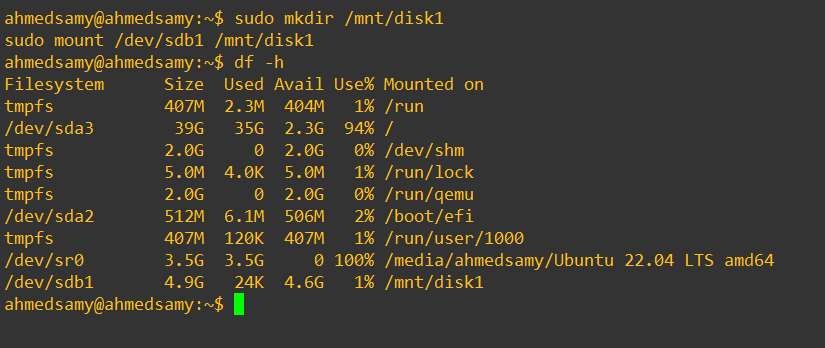 ahmedsamy@ahmedsamy:~$ sudo mkdir /mnt/disk1
sudo mount /dev/sdb1 /mnt/disk1
ahmedsamy@ahmedsamy:~$ df -h
Filesystem      Size  Used Avail Use% Mounted on
tmpfs           407M  2.3M  404M   1% /run
/dev/sda3        39G   35G  2.3G  94% /
tmpfs           2.0G     0  2.0G   0% /dev/shm
tmpfs           5.0M  4.0K  5.0M   1% /run/lock
tmpfs           2.0G     0  2.0G   0% /run/qemu
/dev/sda2       512M  6.1M  506M   2% /boot/efi
tmpfs           407M  120K  407M   1% /run/user/1000
/dev/sr0        3.5G  3.5G     0 100% /media/ahmedsamy/Ubuntu 22.04 LTS amd64
/dev/sdb1       4.9G   24K  4.6G   1% /mnt/disk1
ahmedsamy@ahmedsamy:~$